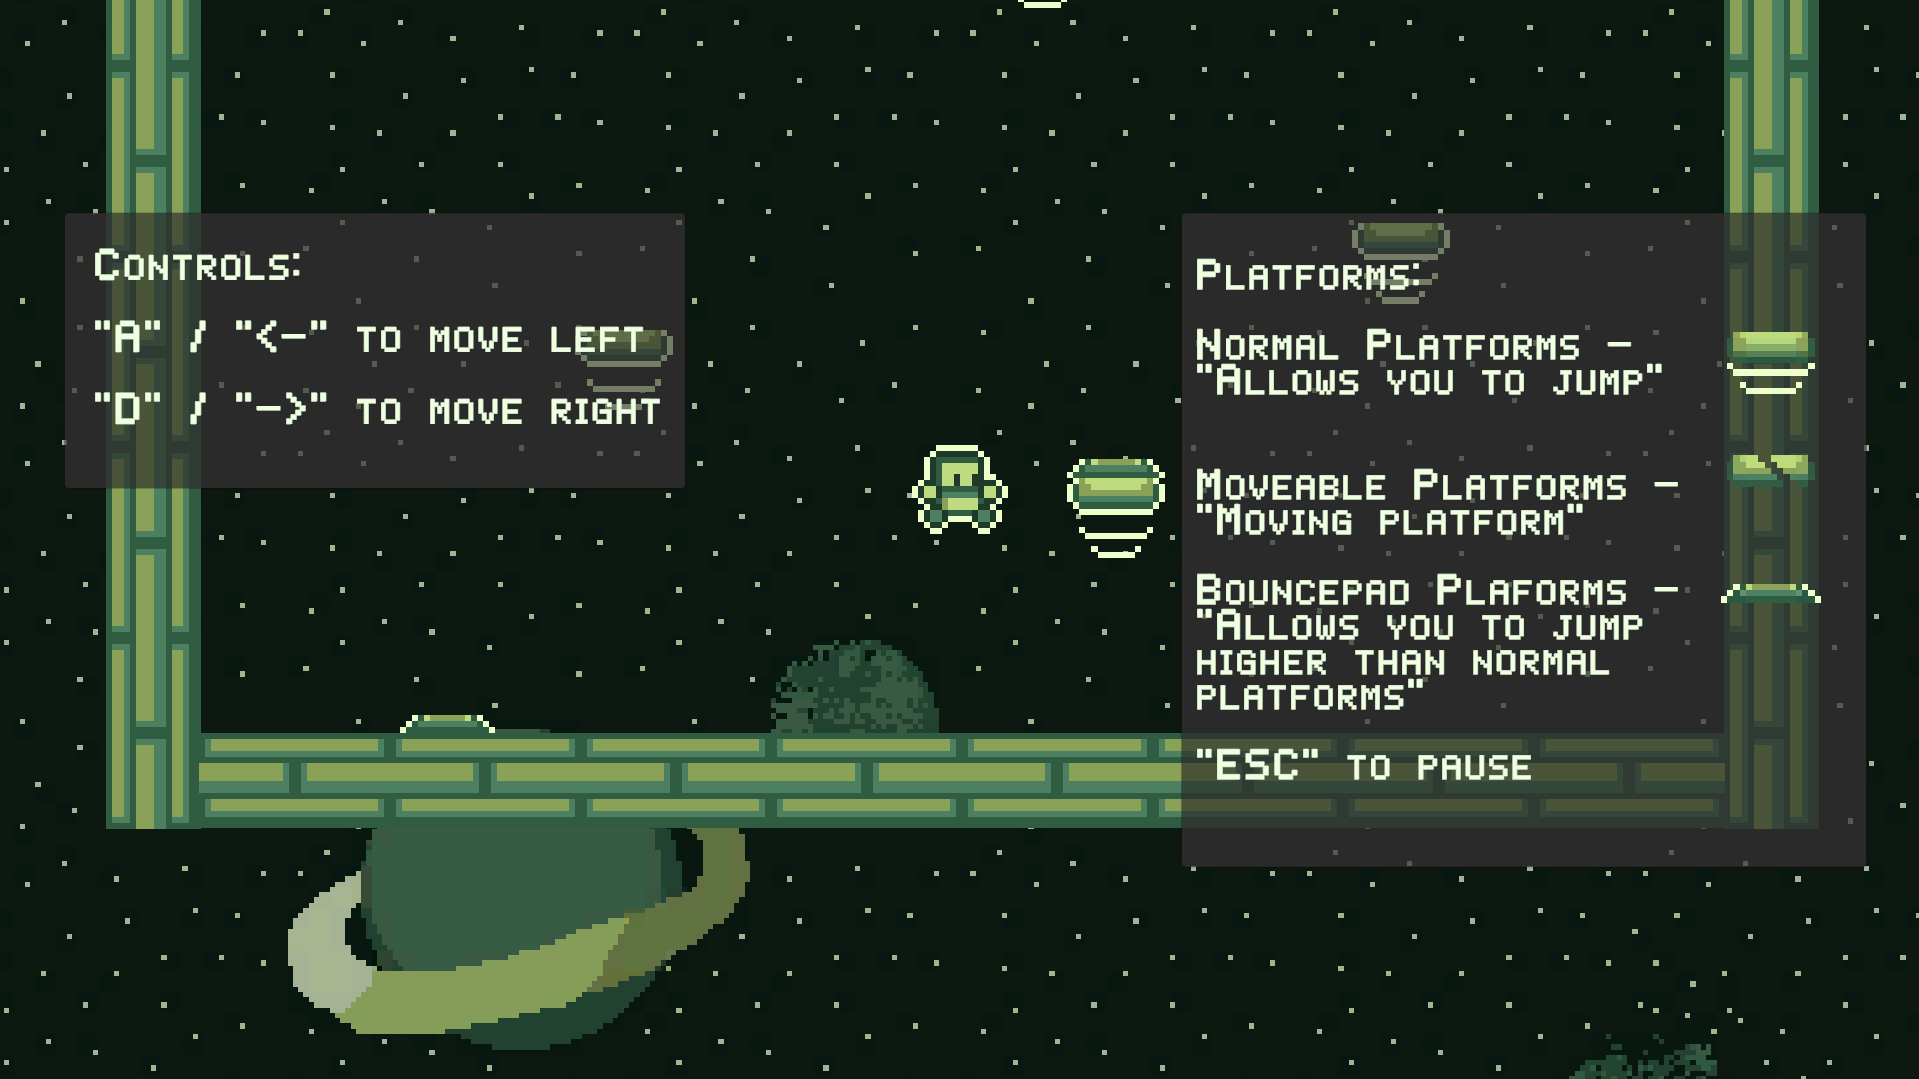 Controls:
"A" / "<-" to move left
"D" / "->" to move right
Platforms:
Normal Platforms -
"Allows you to jump"
Moveable Platforms -
"Moving platform"
Bouncepad Plaforms -
"Allows you to jump
higher than normal
platforms"
"ESC" to pause